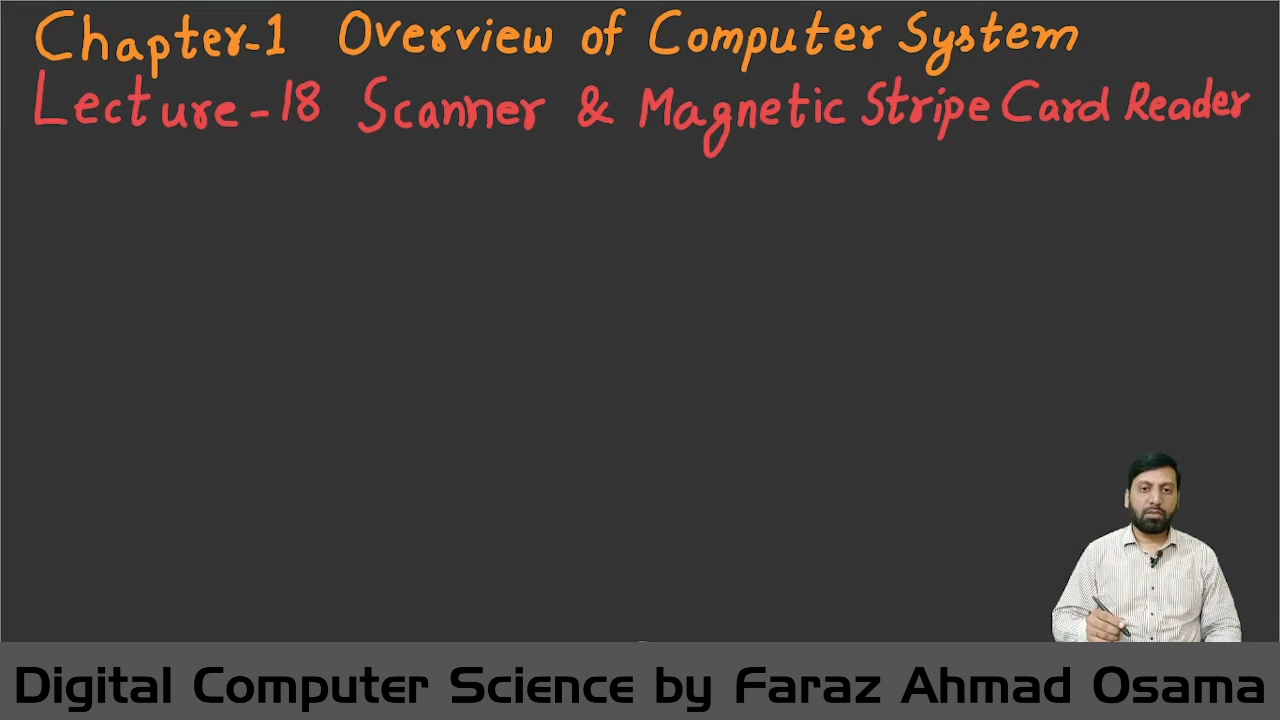 Chapter-1 Overview of Computer System
Lecture-18 Scanner & Magnetic Stripe Card Reader
Digital Computer Science by Faraz Ahmad Osama